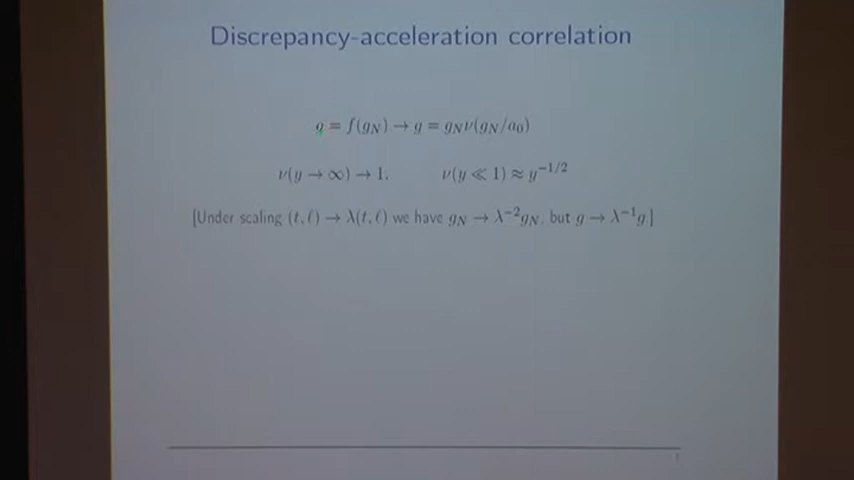 Discrepancy-acceleration correlation
g = f(g_N) → g = g_N ν(g_N/a_0)
ν(y → ∞) → 1. ν(y ≪ 1) ≈ y^{-1/2}
[Under scaling (t, ℓ) → λ(t, ℓ) we have g_N → λ^{-2}g_N, but g → λ^{-1}g]